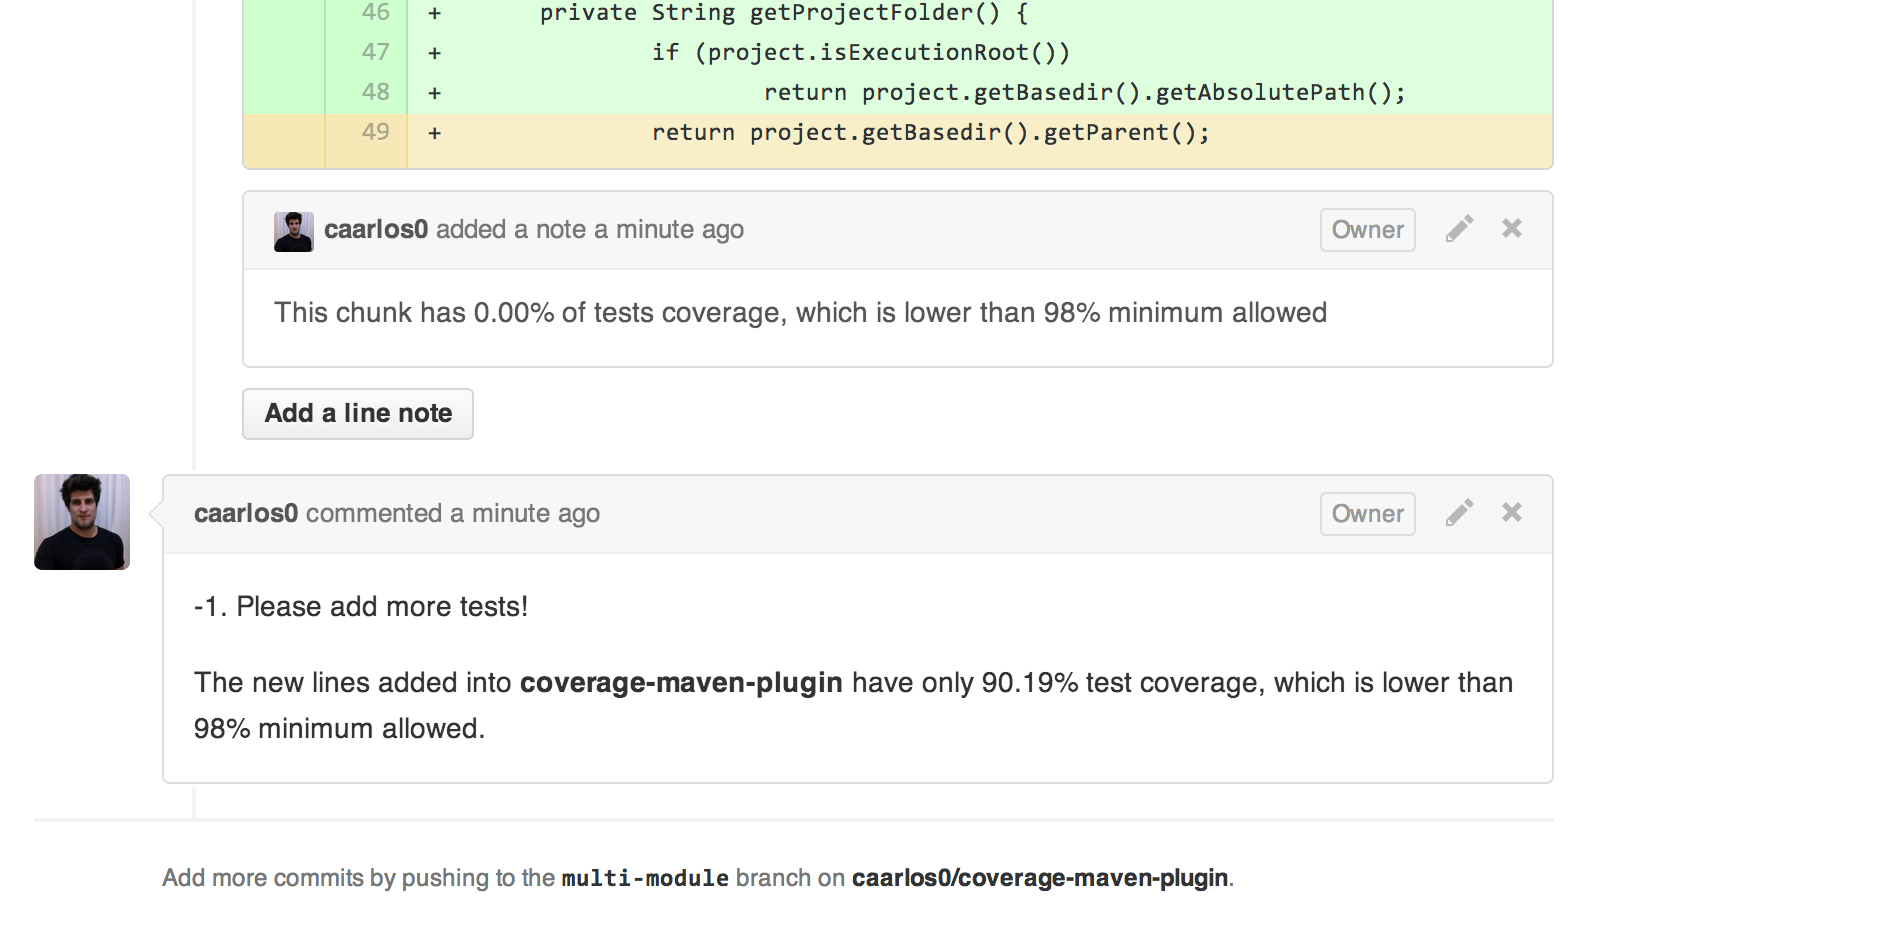 46 + private String getProjectFolder() {
47 + if (project.isExecutionRoot())
48 + return project.getBasedir().getAbsolutePath();
49 + return project.getBasedir().getParent();
caarlos0 added a note a minute ago Owner
This chunk has 0.00% of tests coverage, which is lower than 98% minimum allowed
Add a line note
caarlos0 commented a minute ago Owner
-1. Please add more tests!
The new lines added into coverage-maven-plugin have only 90.19% test coverage, which is lower than
98% minimum allowed.
Add more commits by pushing to the multi-module branch on caarlos0/coverage-maven-plugin.